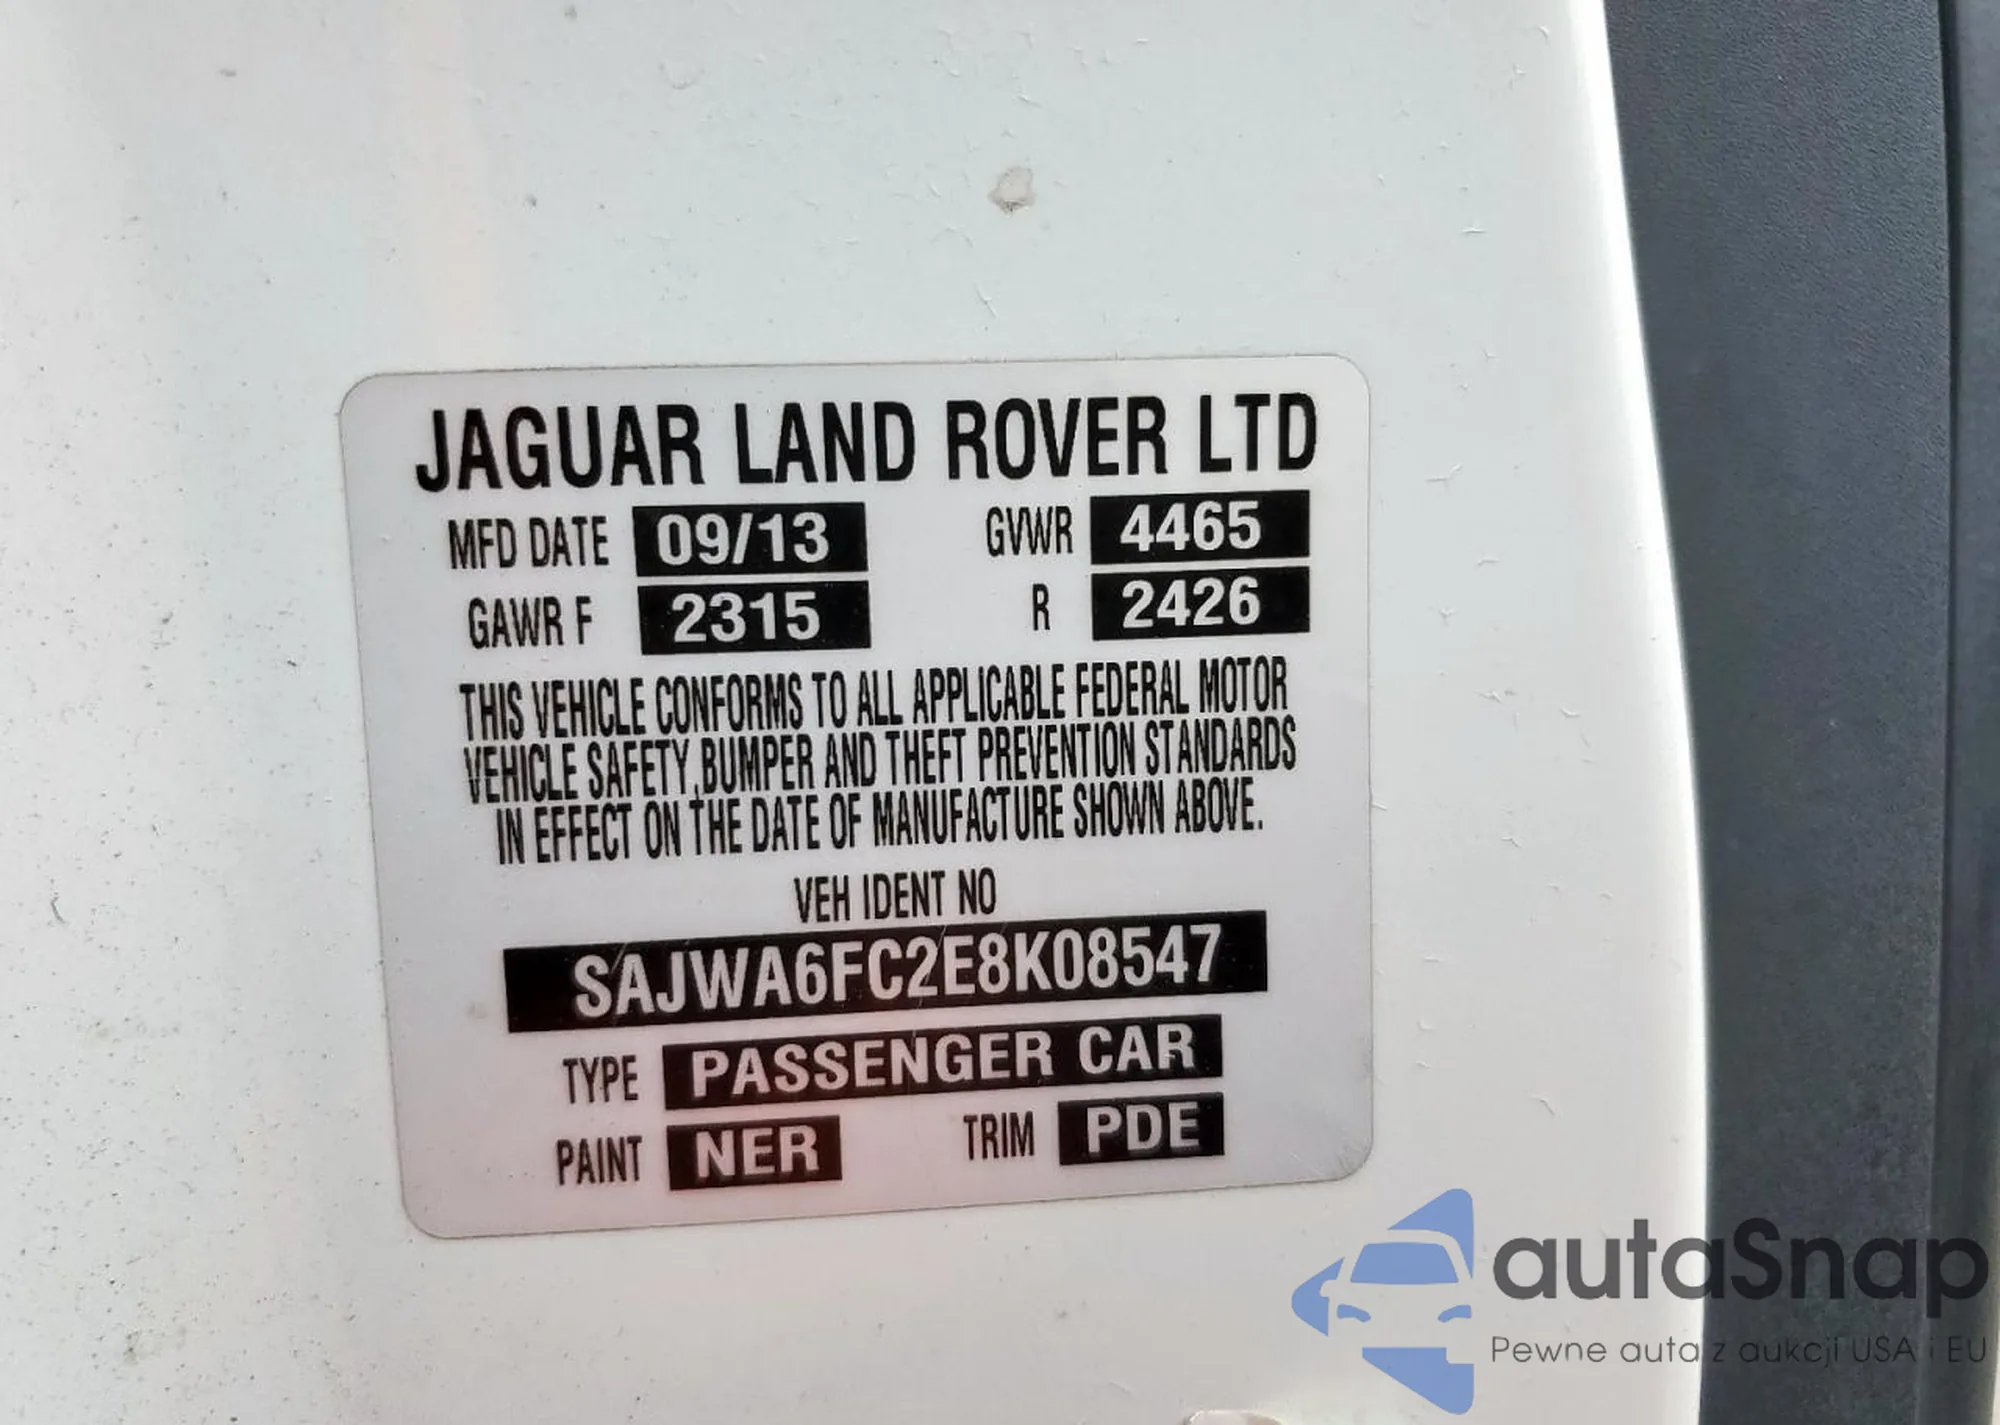 JAGUAR LAND ROVER LTD
MFD DATE 09/13 GVWR 4465
GAWR F 2315 R 2426
THIS VEHICLE CONFORMS TO ALL APPLICABLE FEDERAL MOTOR
VEHICLE SAFETY,BUMPER AND THEFT PREVENTION STANDARDS
IN EFFECT ON THE DATE OF MANUFACTURE SHOWN ABOVE.
VEH IDENT NO
SAJWA6FC2E8K08547
TYPE PASSENGER CAR
PAINT NER TRIM PDE
autaSnap
Pewne auta z aukcji USA i EU